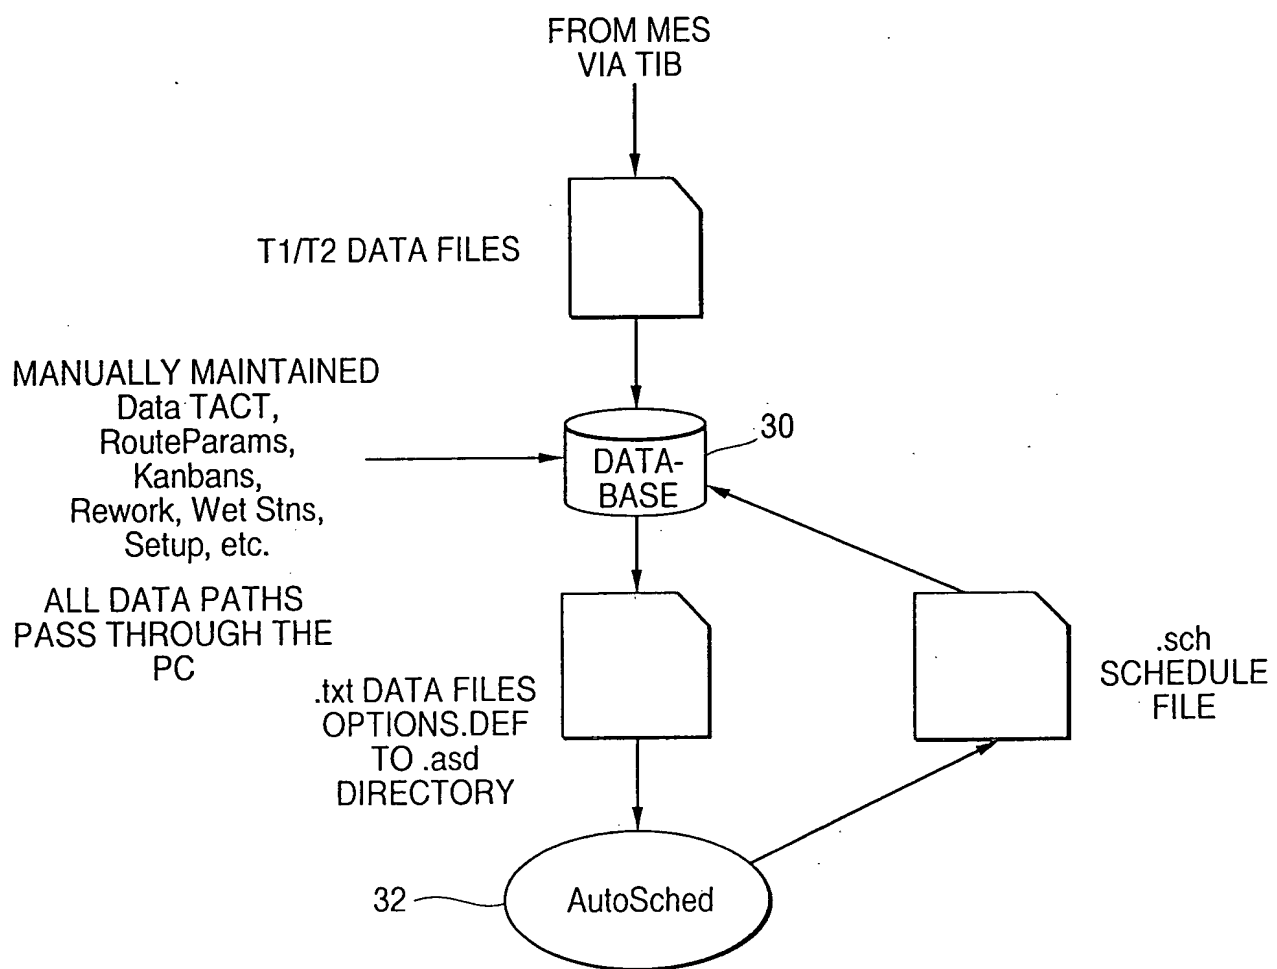 FROM MES
VIA TIB
T1/T2 DATA FILES
MANUALLY MAINTAINED
Data TACT,
RouteParams,
Kanbans,
Rework, Wet Stns,
Setup, etc.
30
DATA-
BASE
ALL DATA PATHS
PASS THROUGH THE
PC
.txt DATA FILES
OPTIONS.DEF
TO .asd
DIRECTORY
.sch
SCHEDULE
FILE
32
AutoSched